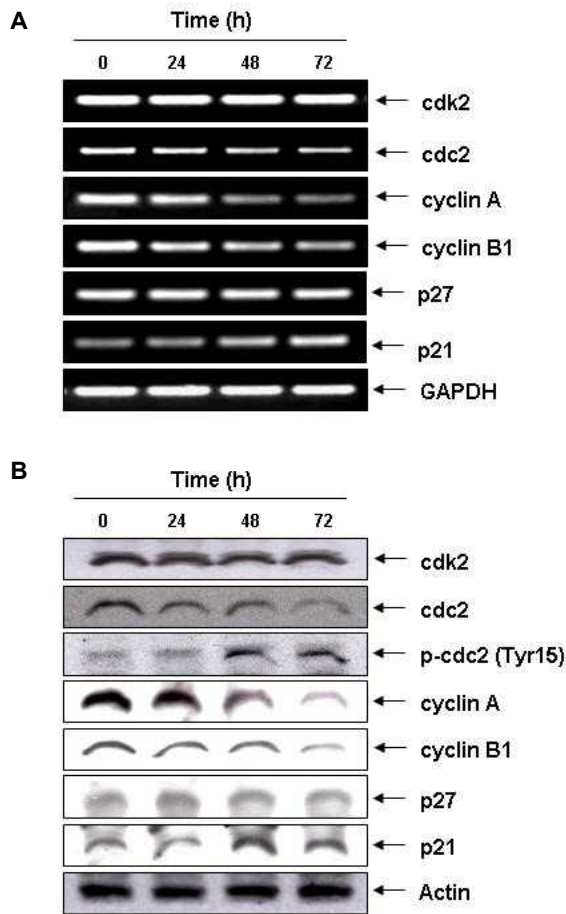 A
Time (h)
0 24 48 72
cdk2
cdc2
cyclin A
cyclin B1
p27
p21
GAPDH
B
Time (h)
0 24 48 72
cdk2
cdc2
p-cdc2 (Tyr15)
cyclin A
cyclin B1
p27
p21
Actin